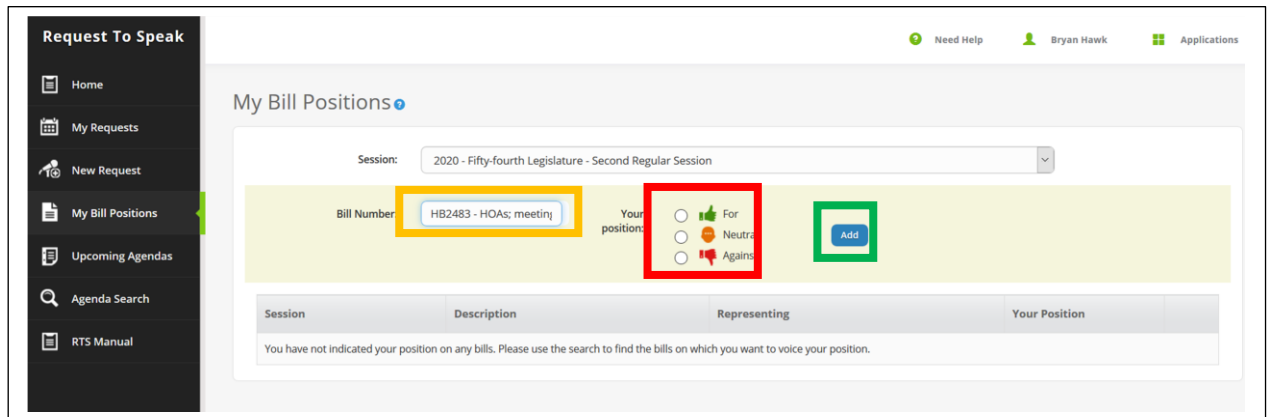 Request To Speak
Need Help
Bryan Hawk
Applications
Home
My Requests
New Request
My Bill Positions
Upcoming Agendas
Agenda Search
RTS Manual
My Bill Positions
Session:
2020 - Fifty-fourth Legislature - Second Regular Session
Bill Number
HB2483 - HOAs; meeting
Your position:
For
Neutra
Agains
Add
Session Description Representing Your Position
You have not indicated your position on any bills. Please use the search to find the bills on which you want to voice your position.